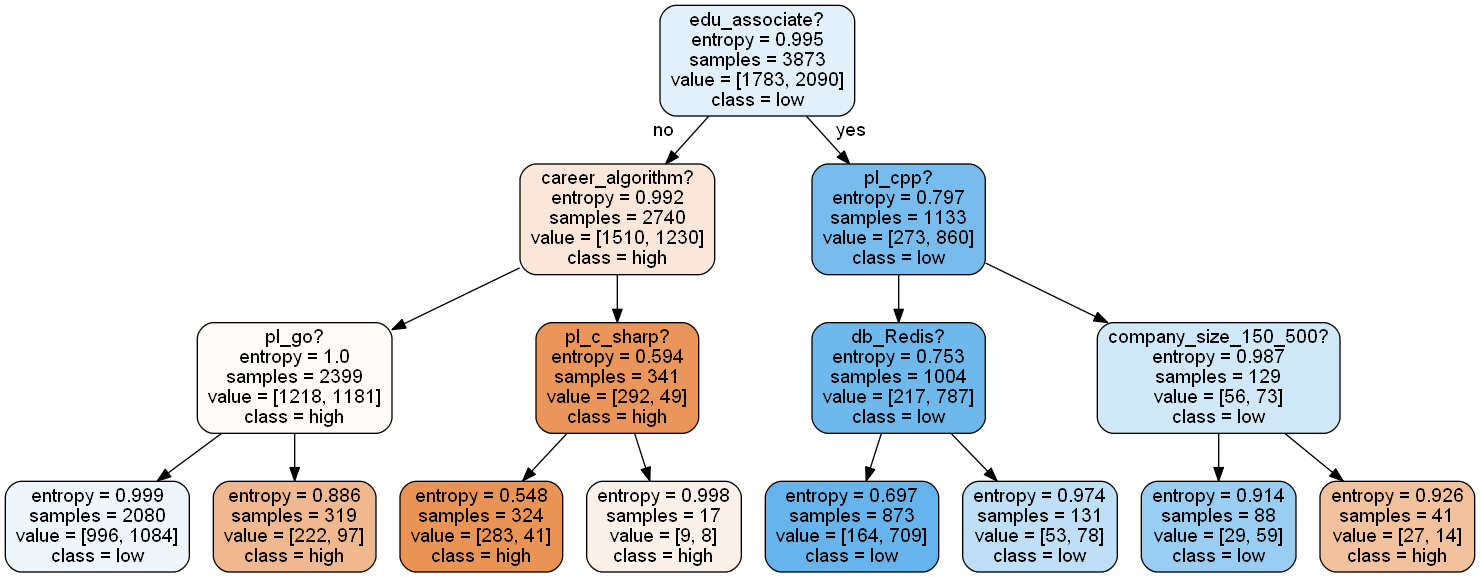 edu_associate?
entropy = 0.995
samples = 3873
value = [1783, 2090]
class = low
no
yes
career_algorithm?
entropy = 0.992
samples = 2740
value = [1510, 1230]
class = high
pl_cpp?
entropy = 0.797
samples = 1133
value = [273, 860]
class = low
pl_go?
entropy = 1.0
samples = 2399
value = [1218, 1181]
class = high
pl_c_sharp?
entropy = 0.594
samples = 341
value = [292, 49]
class = high
db_Redis?
entropy = 0.753
samples = 1004
value = [217, 787]
class = low
company_size_150_500?
entropy = 0.987
samples = 129
value = [56, 73]
class = low
entropy = 0.999
samples = 2080
value = [996, 1084]
class = low
entropy = 0.886
samples = 319
value = [222, 97]
class = high
entropy = 0.548
samples = 324
value = [283, 41]
class = high
entropy = 0.998
samples = 17
value = [9, 8]
class = high
entropy = 0.697
samples = 873
value = [164, 709]
class = low
entropy = 0.974
samples = 131
value = [53, 78]
class = low
entropy = 0.914
samples = 88
value = [29, 59]
class = low
entropy = 0.926
samples = 41
value = [27, 14]
class = high